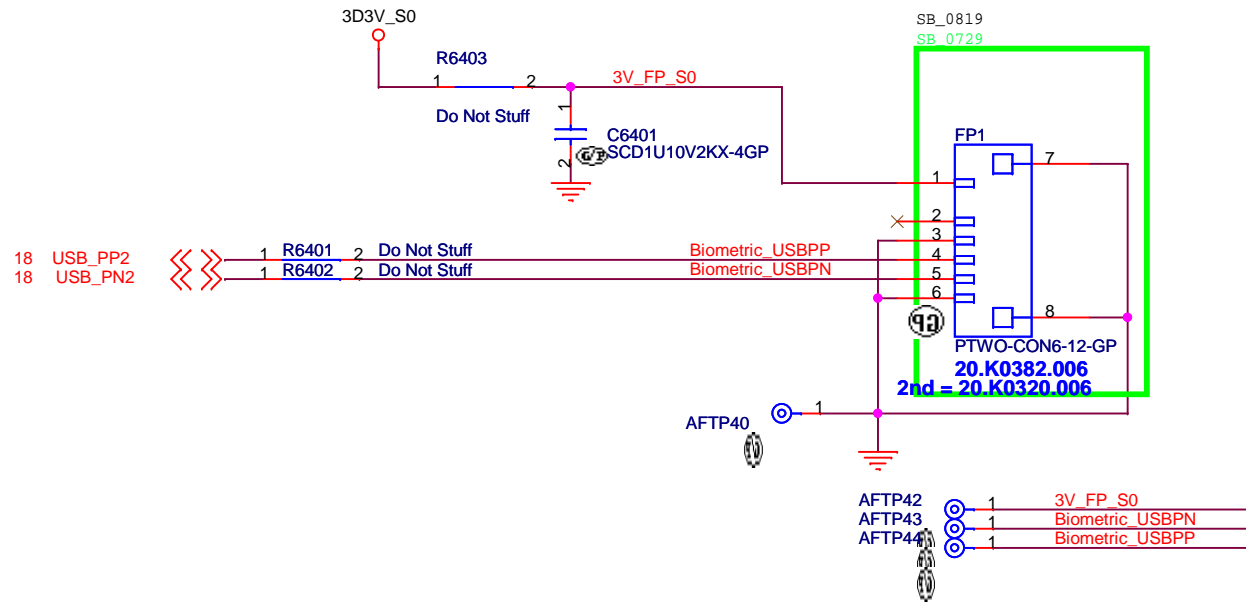 SB_0819
3D3V_S0
SB_0729
R6403
1 2 3V_FP_S0
Do Not Stuff
1
C6401
SCD1U10V2KX-4GP
G/P
2
FP1
7
1
2
3
18 USB_PP2 1 R6401 2 Do Not Stuff Biometric_USBPP 4
18 USB_PN2 1 R6402 2 Do Not Stuff Biometric_USBPN 5
6
8
GP
PTWO-CON6-12-GP
20.K0382.006
2nd = 20.K0320.006
AFTP40 1
AFTP42 1 3V_FP_S0
AFTP43 1 Biometric_USBPN
AFTP44 1 Biometric_USBPP